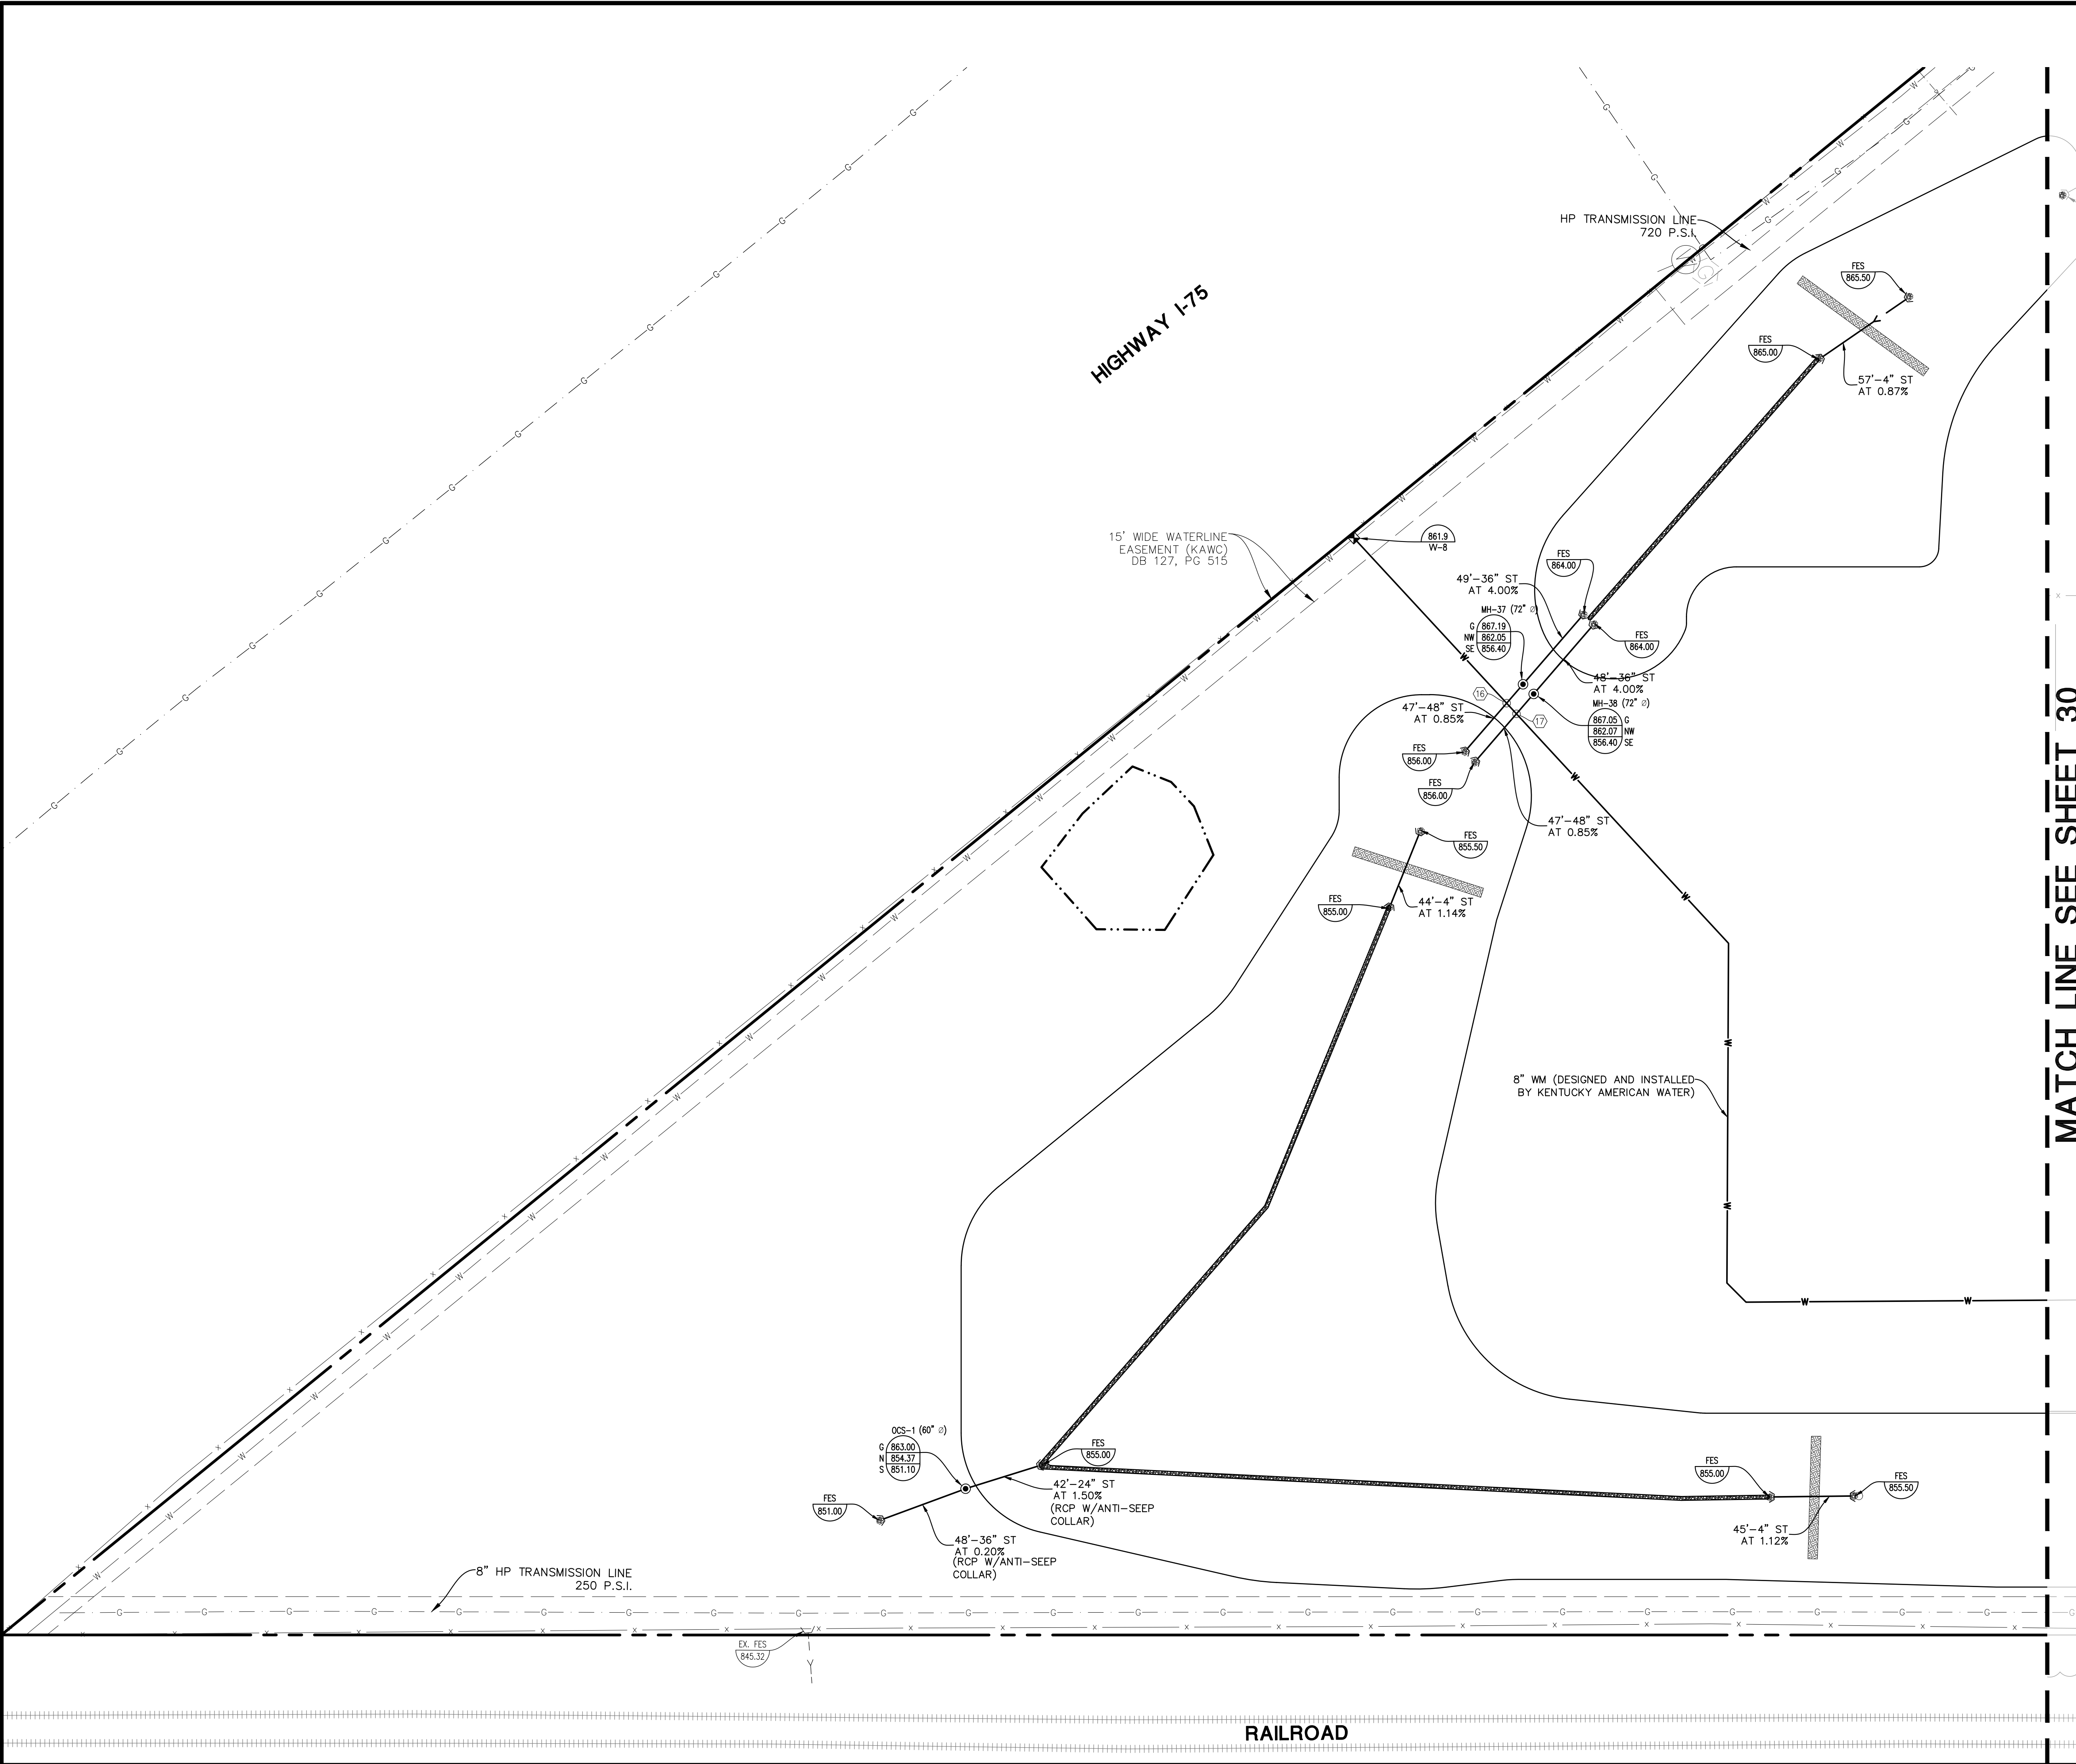 HP TRANSMISSION LINE
720 P.S.I.
FES
865.50
HIGHWAY I-75
FES
865.00
57'-4" ST
AT 0.87%
15' WIDE WATERLINE
EASEMENT (KAWC)
DB 127, PG 515
861.9
W-8
FES
864.00
49'-36" ST
AT 4.00%
MH-37 (72" Ø)
G 867.19
NW 862.05
SE 856.40
FES
864.00
48'-36" ST
AT 4.00%
16
17
47'-48" ST
AT 0.85%
MH-38 (72" Ø)
867.05 G
862.07 NW
856.40 SE
FES
856.00
FES
856.00
47'-48" ST
AT 0.85%
FES
855.50
FES
855.00
44'-4" ST
AT 1.14%
MATCH LINE SEE SHEET 30
8" WM (DESIGNED AND INSTALLED
BY KENTUCKY AMERICAN WATER)
OCS-1 (60" Ø)
G 863.00
N 854.37
S 851.10
FES
855.00
42'-24" ST
AT 1.50%
(RCP W/ANTI-SEEP
COLLAR)
FES
851.00
48'-36" ST
AT 0.20%
(RCP W/ANTI-SEEP
COLLAR)
FES
855.00
FES
855.50
45'-4" ST
AT 1.12%
8" HP TRANSMISSION LINE
250 P.S.I.
EX. FES
845.32
RAILROAD